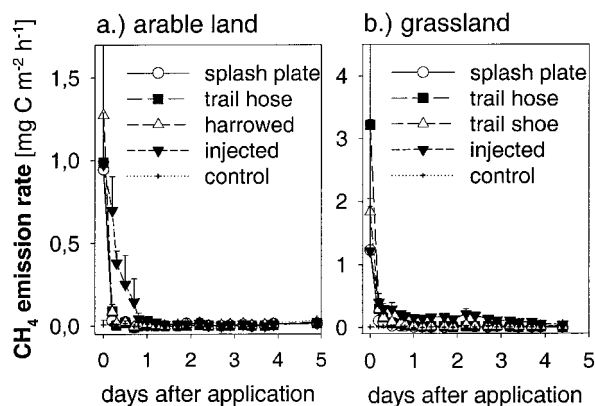 a.) arable land
b.) grassland
CH4 emission rate [mg C m-2 h-1]
1,5
1,0
0,5
0,0
splash plate
trail hose
harrowed
injected
control
0 1 2 3 4 5
days after application
4
3
2
1
0
splash plate
trail hose
trail shoe
injected
control
0 1 2 3 4 5
days after application